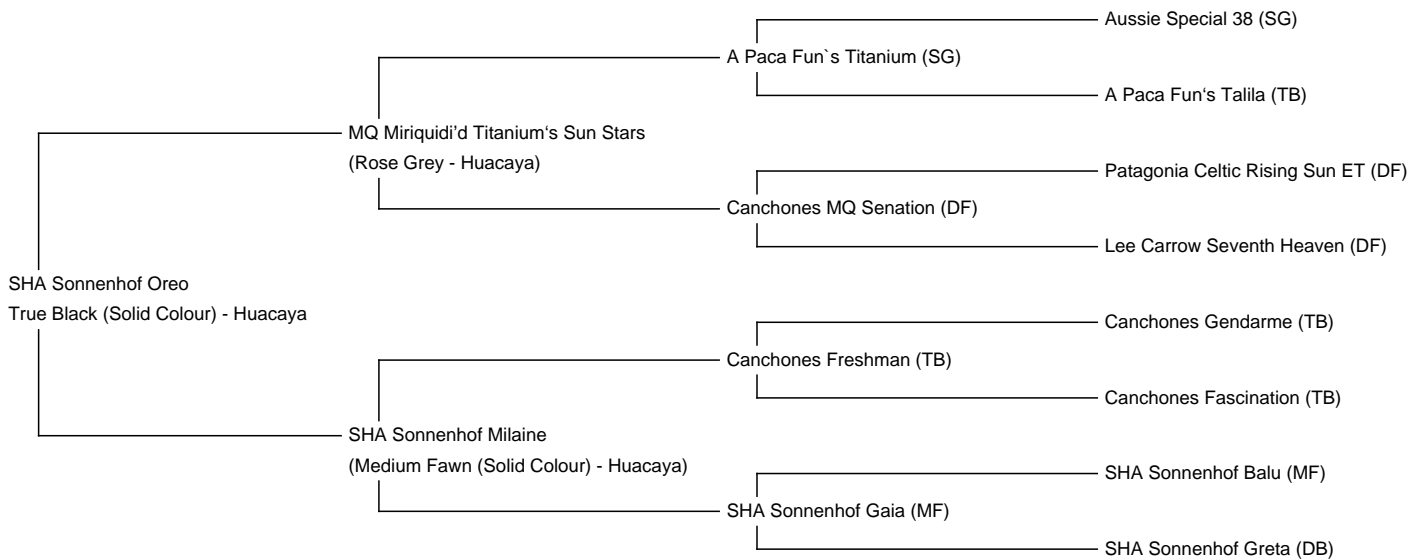 Aussie Special 38 (SG)
A Paca Fun`s Titanium (SG)
A Paca Fun‘s Talila (TB)
MQ Miriquidi’d Titanium‘s Sun Stars
(Rose Grey - Huacaya)
Patagonia Celtic Rising Sun ET (DF)
Canchones MQ Senation (DF)
Lee Carrow Seventh Heaven (DF)
SHA Sonnenhof Oreo
True Black (Solid Colour) - Huacaya
Canchones Gendarme (TB)
Canchones Freshman (TB)
Canchones Fascination (TB)
SHA Sonnenhof Milaine
(Medium Fawn (Solid Colour) - Huacaya)
SHA Sonnenhof Balu (MF)
SHA Sonnenhof Gaia (MF)
SHA Sonnenhof Greta (DB)